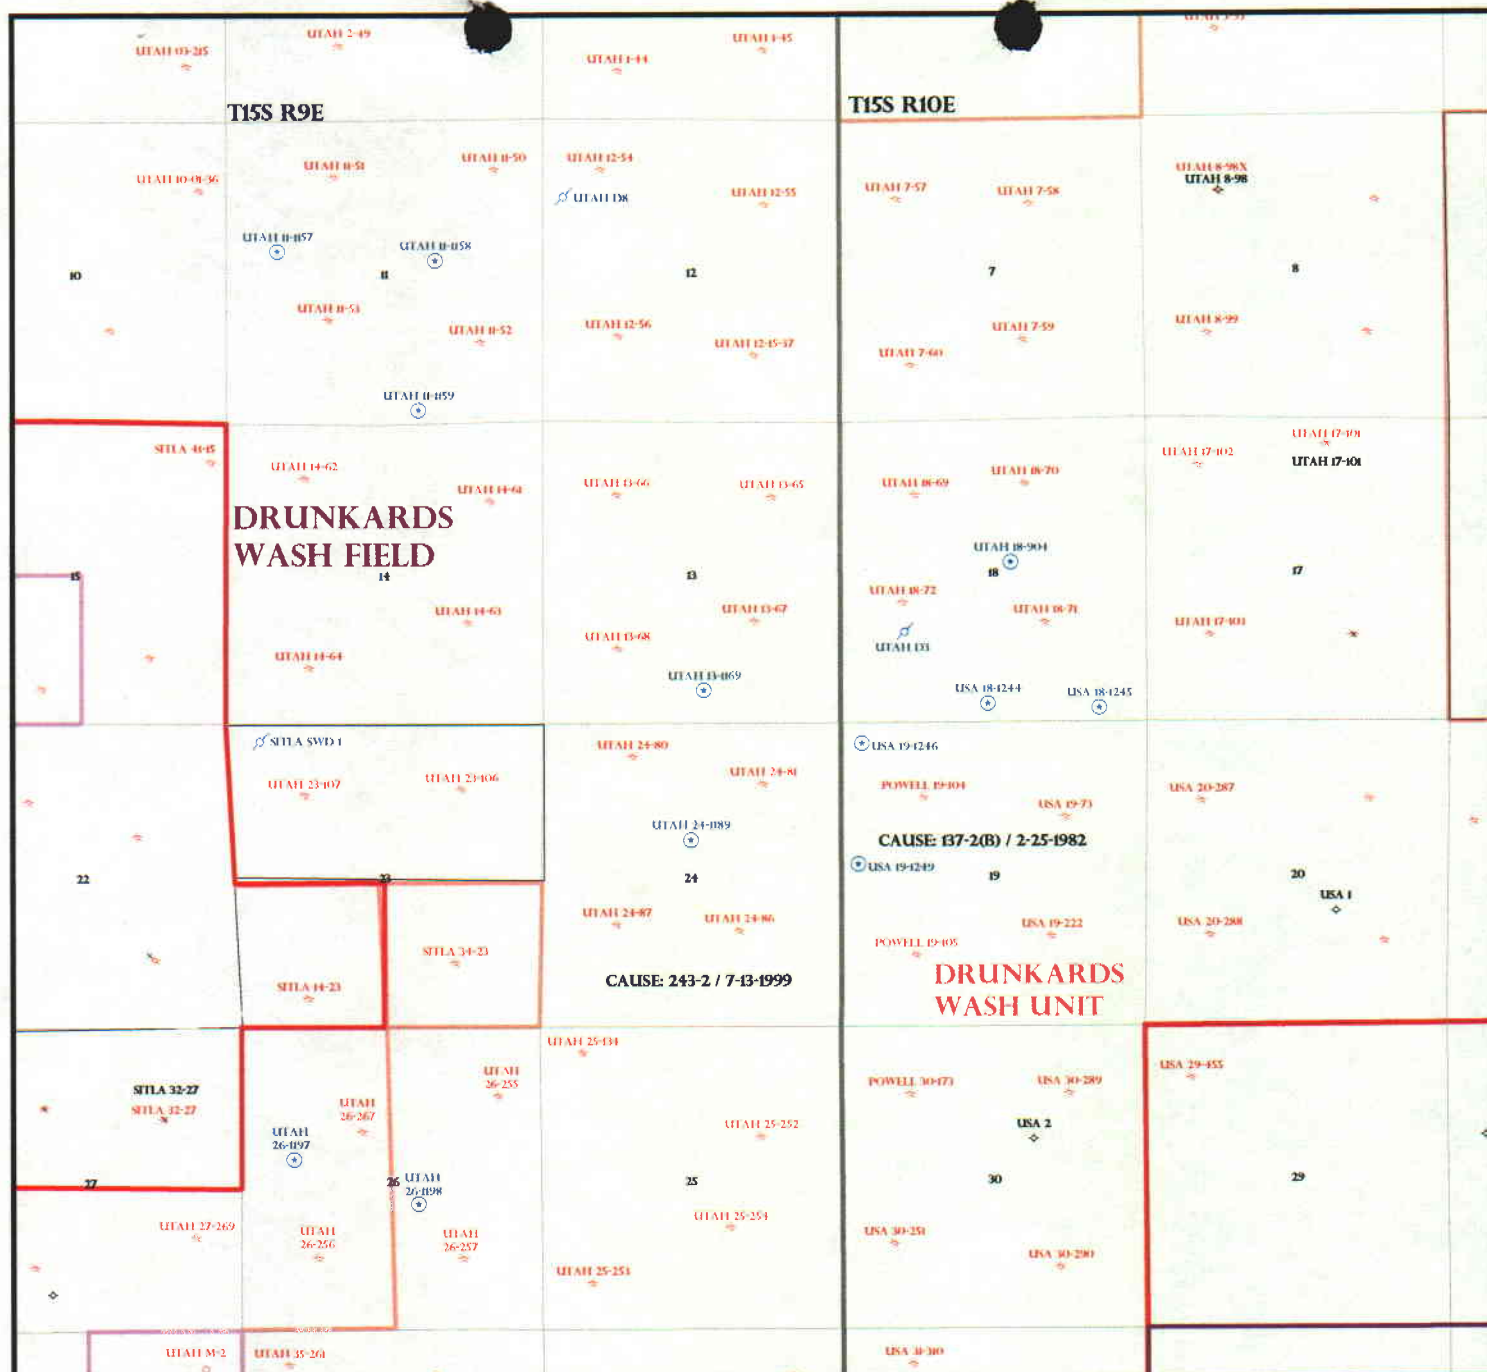 UTAH 2-49
UTAH 1-45
UTAH 03-215
UTAH 1-44
T15S R9E
T15S R10E
UTAH 11-51
UTAH 11-50
UTAH 12-54
UTAH 10-01-36
UTAH D8
UTAH 12-55
UTAH 7-57
UTAH 7-58
UTAH 8-98X
UTAH 8-98
UTAH 11-1157
UTAH 11-1158
10
11
12
7
8
UTAH 11-53
UTAH 11-52
UTAH 12-56
UTAH 12-15-37
UTAH 7-59
UTAH 7-60
UTAH 8-99
UTAH 11-1159
SITLA 41-15
UTAH 14-62
UTAH 14-61
UTAH 13-66
UTAH 13-65
UTAH 18-69
UTAH 18-70
UTAH 17-102
UTAH 17-101
UTAH 17-101
DRUNKARDS
WASH FIELD
UTAH 18-904
15
14
13
18
17
UTAH 14-63
UTAH 13-67
UTAH 18-72
UTAH 18-71
UTAH 14-64
UTAH 13-68
UTAH D3
UTAH 17-103
UTAH 13-1169
USA 18-1244
USA 18-1245
SITLA SWD 1
UTAH 24-80
USA 19-1246
UTAH 23-107
UTAH 23-106
UTAH 24-81
POWELL 19-104
USA 19-73
USA 20-287
UTAH 24-1189
CAUSE: 137-2(B) / 2-25-1982
USA 19-1249
22
23
24
19
20
USA 1
UTAH 24-87
UTAH 24-86
USA 19-222
USA 20-288
SITLA 34-23
POWELL 19-105
CAUSE: 243-2 / 7-13-1999
DRUNKARDS
WASH UNIT
SITLA 14-23
UTAH 25-134
UTAH
26-255
SITLA 32-27
SITLA 32-27
UTAH
26-267
POWELL 30-173
USA 30-289
USA 29-455
UTAH
26-1197
UTAH 25-252
USA 2
27
26
UTAH
26-1198
25
30
29
UTAH 27-269
UTAH
26-256
UTAH
26-257
UTAH 25-254
USA 30-251
USA 30-290
UTAH 25-253
UTAH M-2
UTAH 35-261
USA 31-310